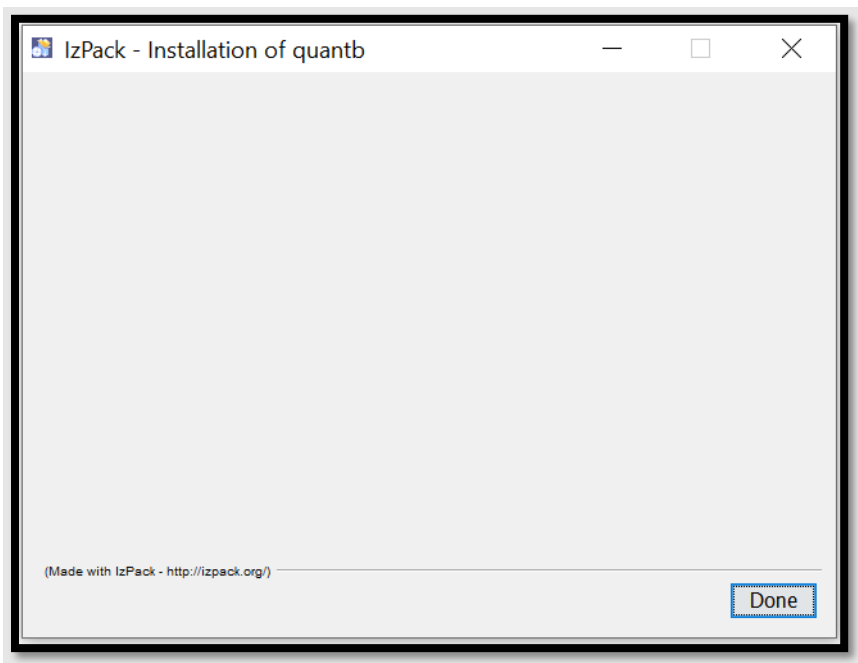 IzPack - Installation of quantb
(Made with IzPack - http://izpack.org/)
Done